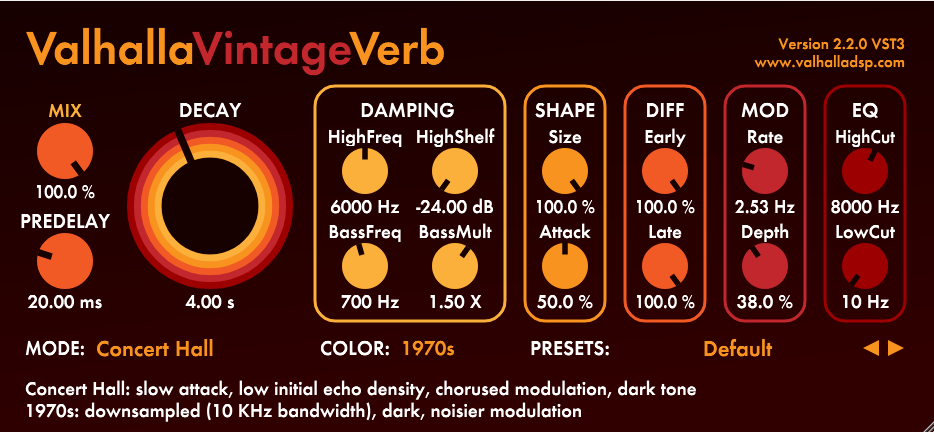 ValhallaVintageVerb
Version 2.2.0 VST3
www.valhalladsp.com
MIX
100.0 %
PREDELAY
20.00 ms
DECAY
4.00 s
DAMPING
HighFreq HighShelf
6000 Hz -24.00 dB
BassFreq BassMult
700 Hz 1.50 X
SHAPE
Size
100.0 %
Attack
50.0 %
DIFF
Early
100.0 %
Late
100.0 %
MOD
Rate
2.53 Hz
Depth
38.0 %
EQ
HighCut
8000 Hz
LowCut
10 Hz
MODE: Concert Hall COLOR: 1970s PRESETS: Default
Concert Hall: slow attack, low initial echo density, chorused modulation, dark tone
1970s: downsampled (10 KHz bandwidth), dark, noisier modulation